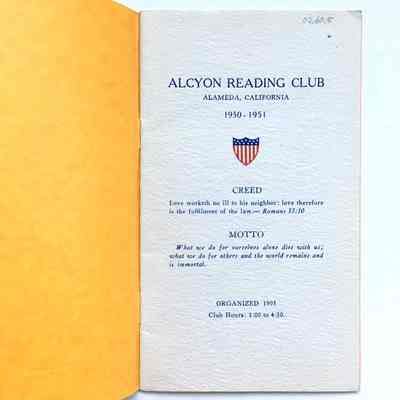 ALCYON READING CLUB
ALAMEDA, CALIFORNIA
1950 - 1951
CREED
Love worketh no ill to his neighbor: love therefore
is the fulfillment of the law.— Romans 13:10
MOTTO
What we do for ourselves alone dies with us;
what we do for others and the world remains and
is immortal.
ORGANIZED 1901
Club Hours: 1:00 to 4:30.